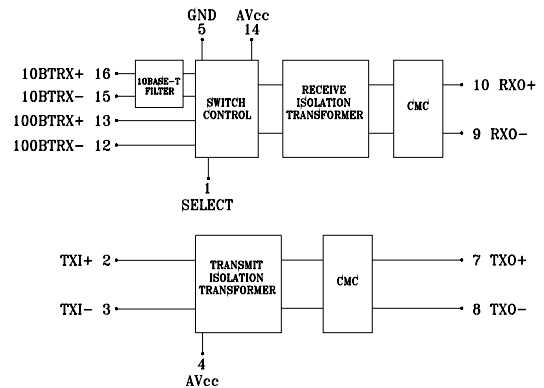 GND
5
AVcc
14
10BTRX+ 16
10BTRX- 15
100BTRX+ 13
100BTRX- 12
10BASE-T
FILTER
SWITCH
CONTROL
RECEIVE
ISOLATION
TRANSFORMER
CMC
10 RXO+
9 RXO-
1
SELECT
TXI+ 2
TXI- 3
TRANSMIT
ISOLATION
TRANSFORMER
CMC
7 TXO+
8 TXO-
4
AVcc